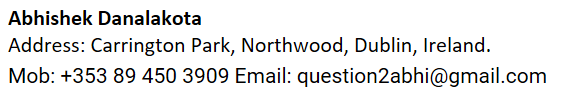 Abhishek Danalakota
Address: Carrington Park, Northwood, Dublin, Ireland.
Mob: +353 89 450 3909 Email: question2abhi@gmail.com